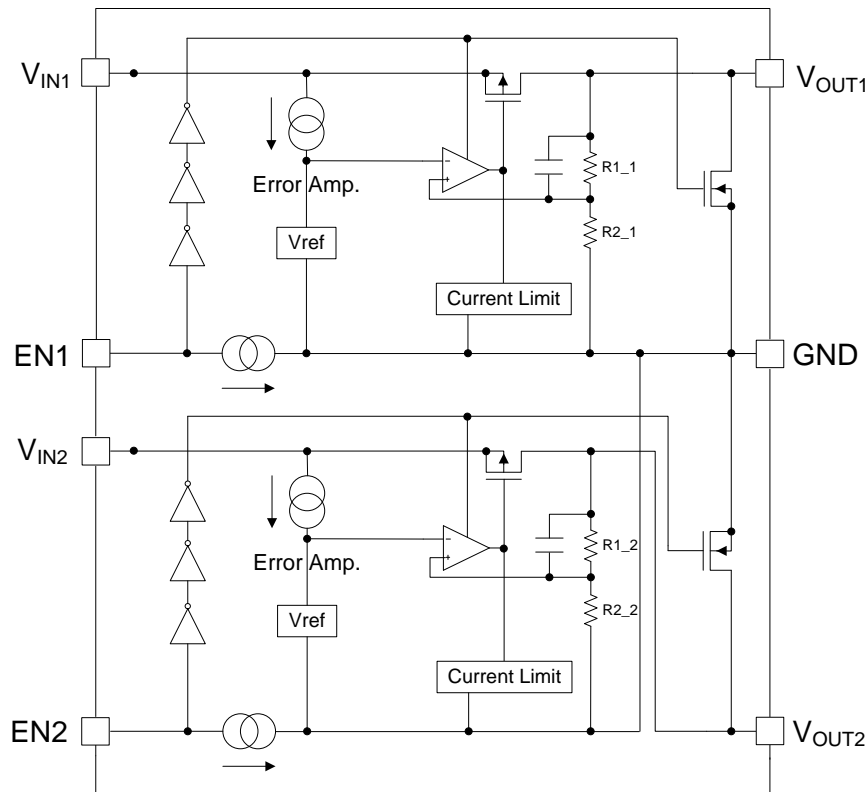 VIN1
VOUT1
Error Amp.
R1_1
R2_1
Vref
Current Limit
EN1
GND
VIN2
Error Amp.
R1_2
R2_2
Vref
Current Limit
EN2
VOUT2